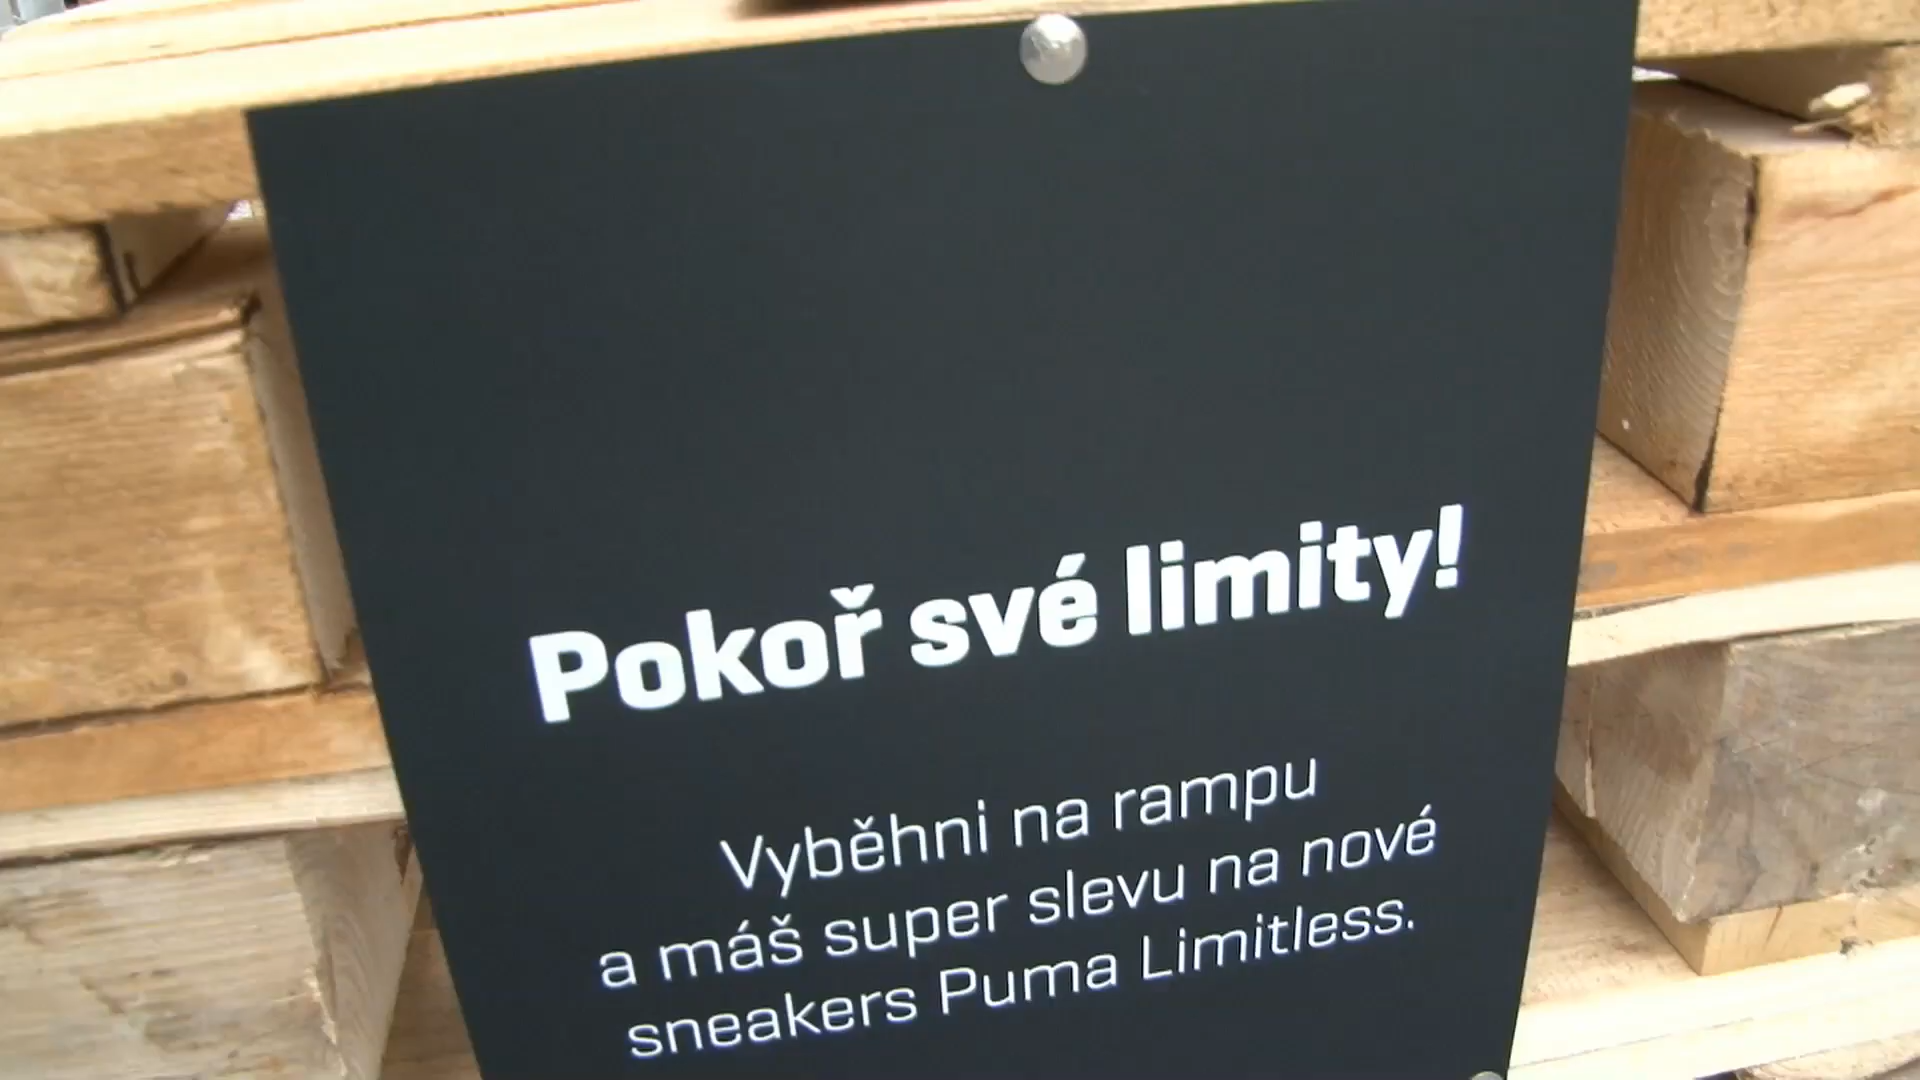 Pokoř své limity!
Vyběhni na rampu
a máš super slevu na nové
sneakers Puma Limitless.